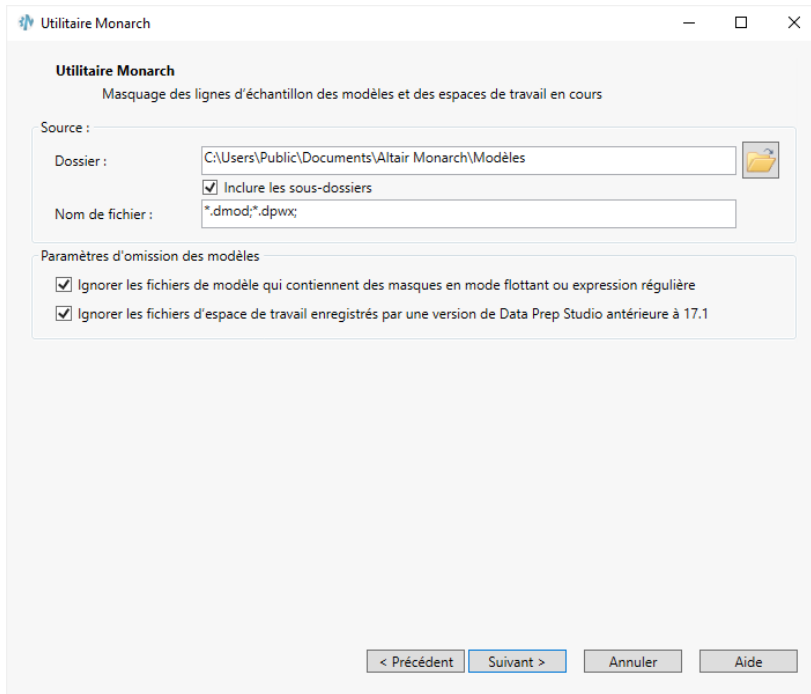 Utilitaire Monarch
Utilitaire Monarch
Masquage des lignes d’échantillon des modèles et des espaces de travail en cours
Source :
Dossier :
C:\Users\Public\Documents\Altair Monarch\Modèles
Inclure les sous-dossiers
Nom de fichier :
*.dmod;*.dpwx;
Paramètres d'omission des modèles
Ignorer les fichiers de modèle qui contiennent des masques en mode flottant ou expression régulière
Ignorer les fichiers d’espace de travail enregistrés par une version de Data Prep Studio antérieure à 17.1
< Précédent
Suivant >
Annuler
Aide